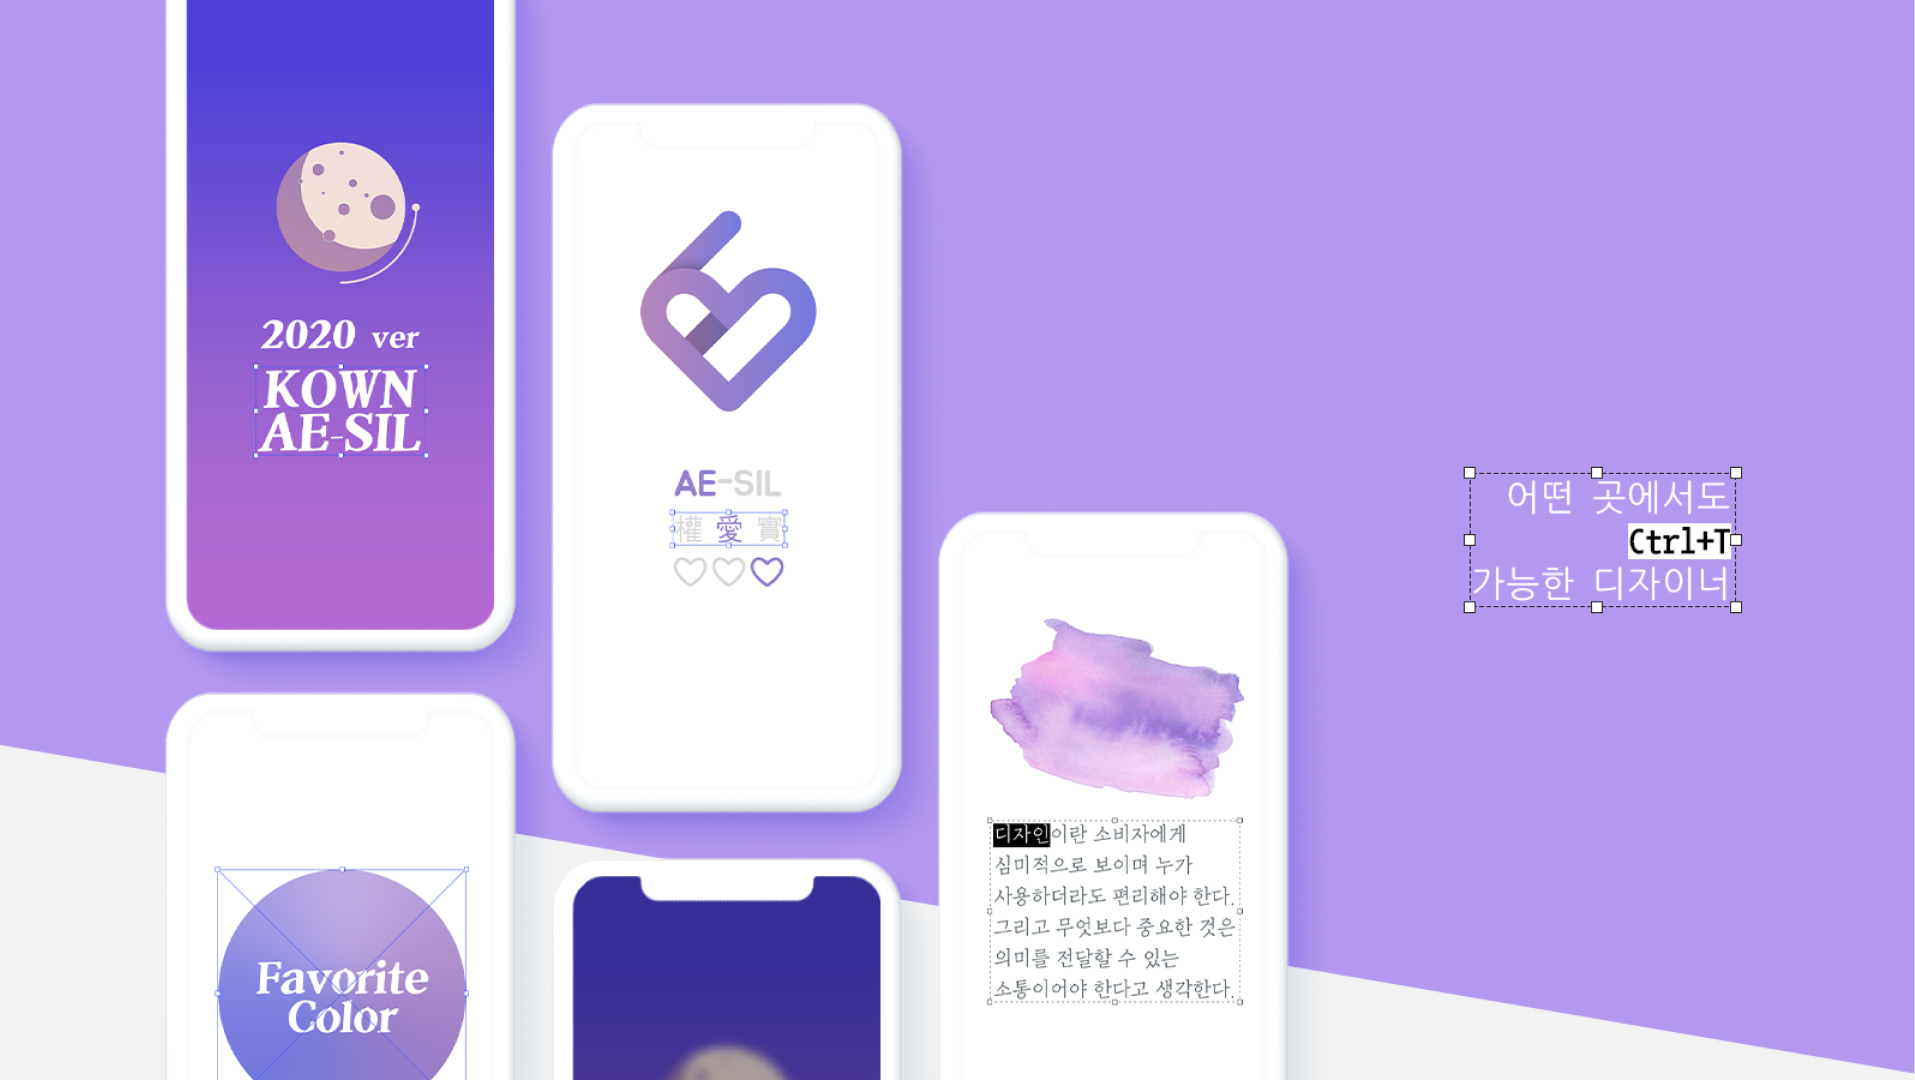 2020 ver
KOWN
AE-SIL
AE-SIL
權 愛 實
어떤 곳에서도
Ctrl+T
가능한 디자이너
디자인이란 소비자에게
심미적으로 보이며 누가
사용하더라도 편리해야 한다.
그리고 무엇보다 중요한 것은
의미를 전달할 수 있는
소통이어야 한다고 생각한다.
Favorite
Color